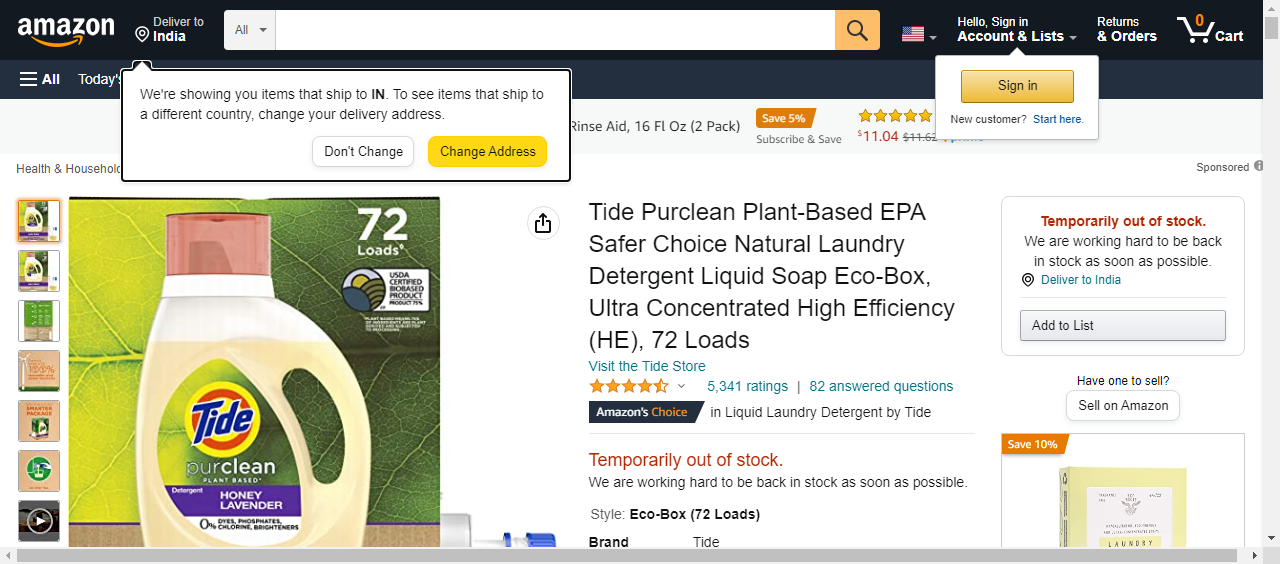 amazon
Deliver to
India
All
Hello, Sign in
Account & Lists
Returns
& Orders
0
Cart
All
Today's
We're showing you items that ship to IN. To see items that ship to
a different country, change your delivery address.
Don't Change
Change Address
Sign in
New customer? Start here.
Rinse Aid, 16 Fl Oz (2 Pack)
Save 5%
Subscribe & Save
$11.04 $11.62
Health & Household
Sponsored
72
Loads◊
USDA
CERTIFIED
BIOBASED
PRODUCT
PRODUCT 75%
Tide
purclean
PLANT BASED*
Detergent
HONEY
LAVENDER
0% DYES, PHOSPHATES,
CHLORINE, BRIGHTENERS
Tide Purclean Plant-Based EPA
Safer Choice Natural Laundry
Detergent Liquid Soap Eco-Box,
Ultra Concentrated High Efficiency
(HE), 72 Loads
Visit the Tide Store
5,341 ratings | 82 answered questions
Amazon's Choice in Liquid Laundry Detergent by Tide
Temporarily out of stock.
We are working hard to be back in stock as soon as possible.
Style: Eco-Box (72 Loads)
Brand Tide
Temporarily out of stock.
We are working hard to be back
in stock as soon as possible.
Deliver to India
Add to List
Have one to sell?
Sell on Amazon
Save 10%
LAUNDRY